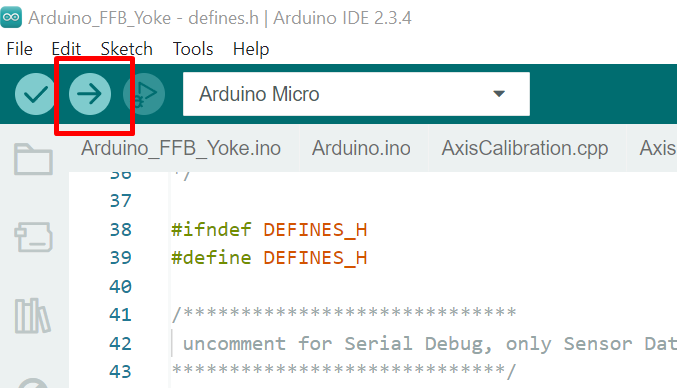 Arduino_FFB_Yoke - defines.h | Arduino IDE 2.3.4
File Edit Sketch Tools Help
Arduino Micro
Arduino_FFB_Yoke.ino Arduino.ino AxisCalibration.cpp Axis
36 */
37
38 #ifndef DEFINES_H
39 #define DEFINES_H
40
41 /*****************************
42 uncomment for Serial Debug, only Sensor Dat
43 *****************************/